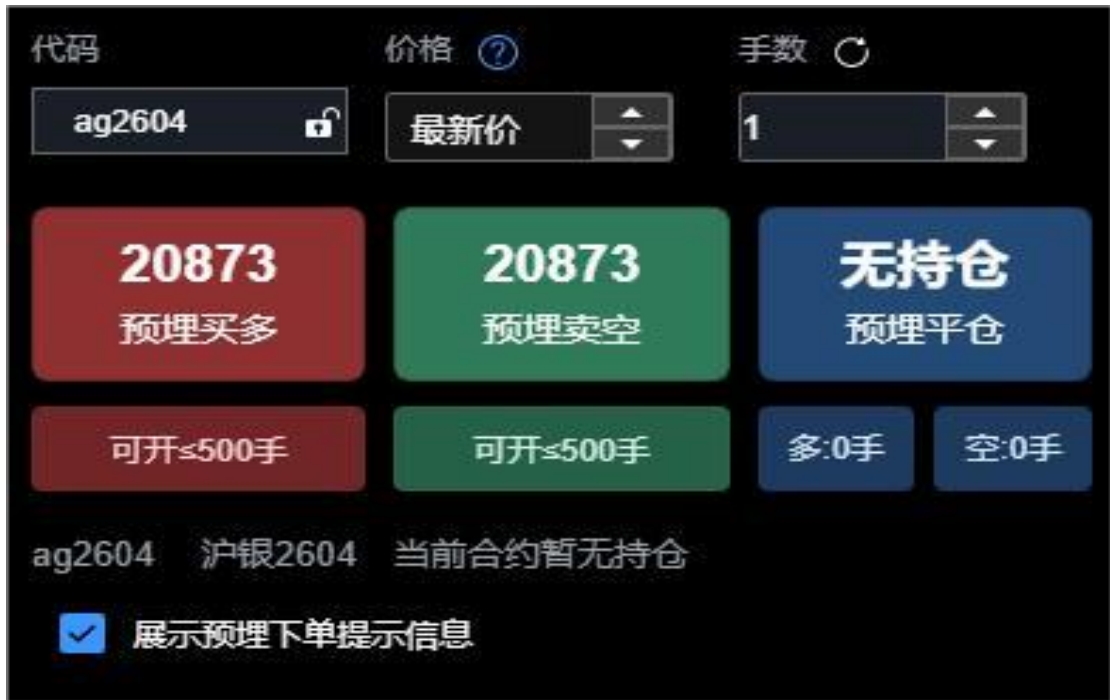 代码 价格 ? 手数
ag2604 最新价 1
20873 20873 无持仓
预埋买多 预埋卖空 预埋平仓
可开≤500手 可开≤500手 多:0手 空:0手
ag2604 沪银2604 当前合约暂无持仓
展示预埋下单提示信息